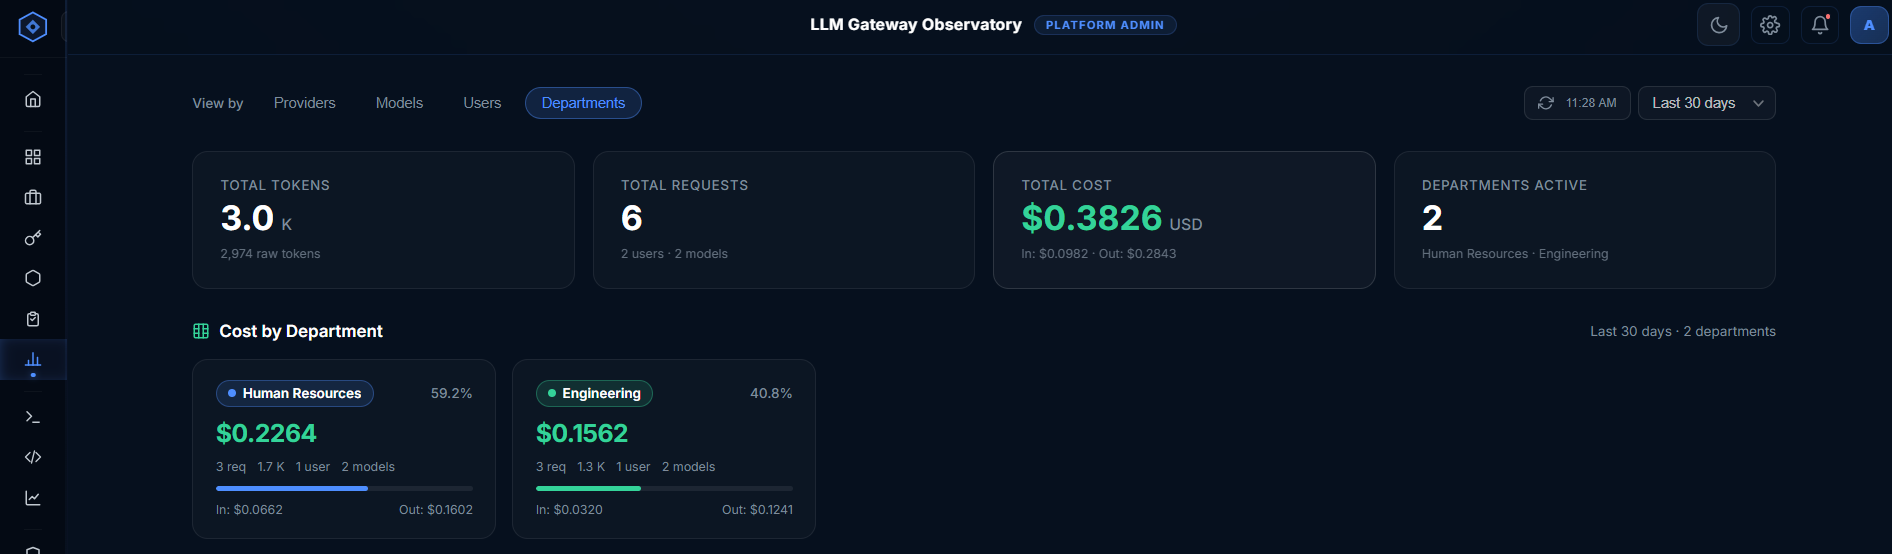 LLM Gateway Observatory PLATFORM ADMIN A
View by Providers Models Users Departments 11:28 AM Last 30 days
TOTAL TOKENS
3.0 K
2,974 raw tokens
TOTAL REQUESTS
6
2 users · 2 models
TOTAL COST
$0.3826 USD
In: $0.0982 · Out: $0.2843
DEPARTMENTS ACTIVE
2
Human Resources · Engineering
Cost by Department Last 30 days · 2 departments
Human Resources 59.2%
$0.2264
3 req 1.7 K 1 user 2 models
In: $0.0662 Out: $0.1602
Engineering 40.8%
$0.1562
3 req 1.3 K 1 user 2 models
In: $0.0320 Out: $0.1241